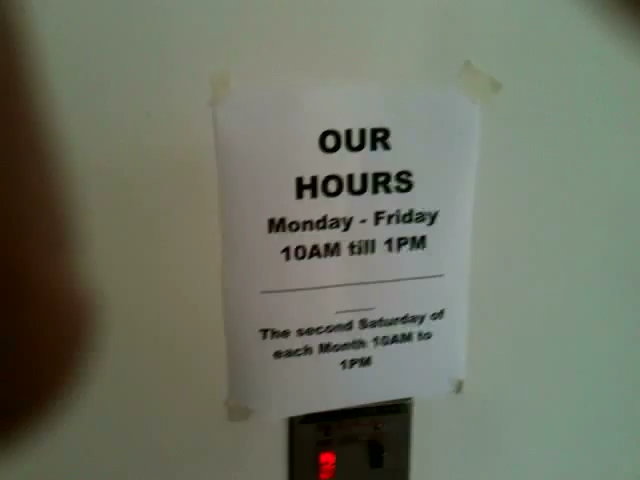 OUR
HOURS
Monday - Friday
10AM till 1PM
The second Saturday of
each Month 10AM to
1PM